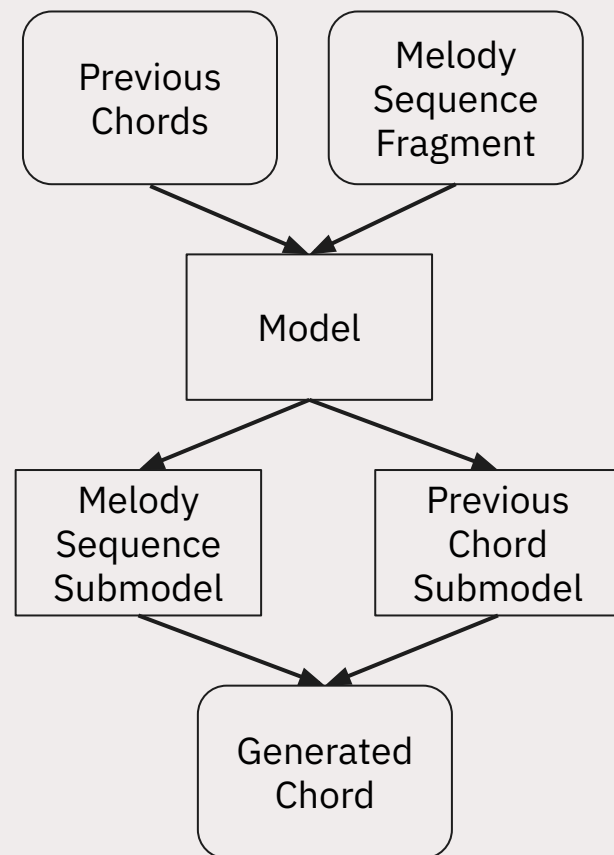 Previous
Chords
Melody
Sequence
Fragment
Model
Melody
Sequence
Submodel
Previous
Chord
Submodel
Generated
Chord